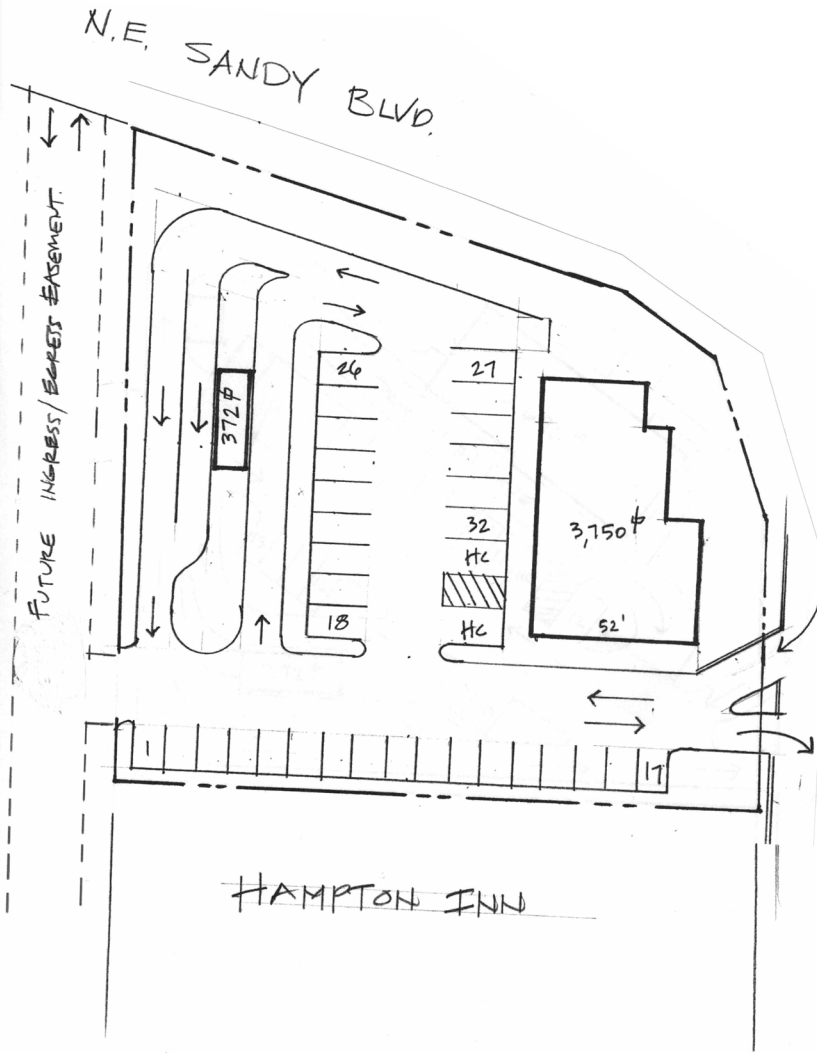 N.E. SANDY BLVD.
FUTURE INGRESS/EGRESS EASEMENT.
26
27
372 ф
32
3,750 ф
HC
18
HC
52'
1
17
HAMPTON INN